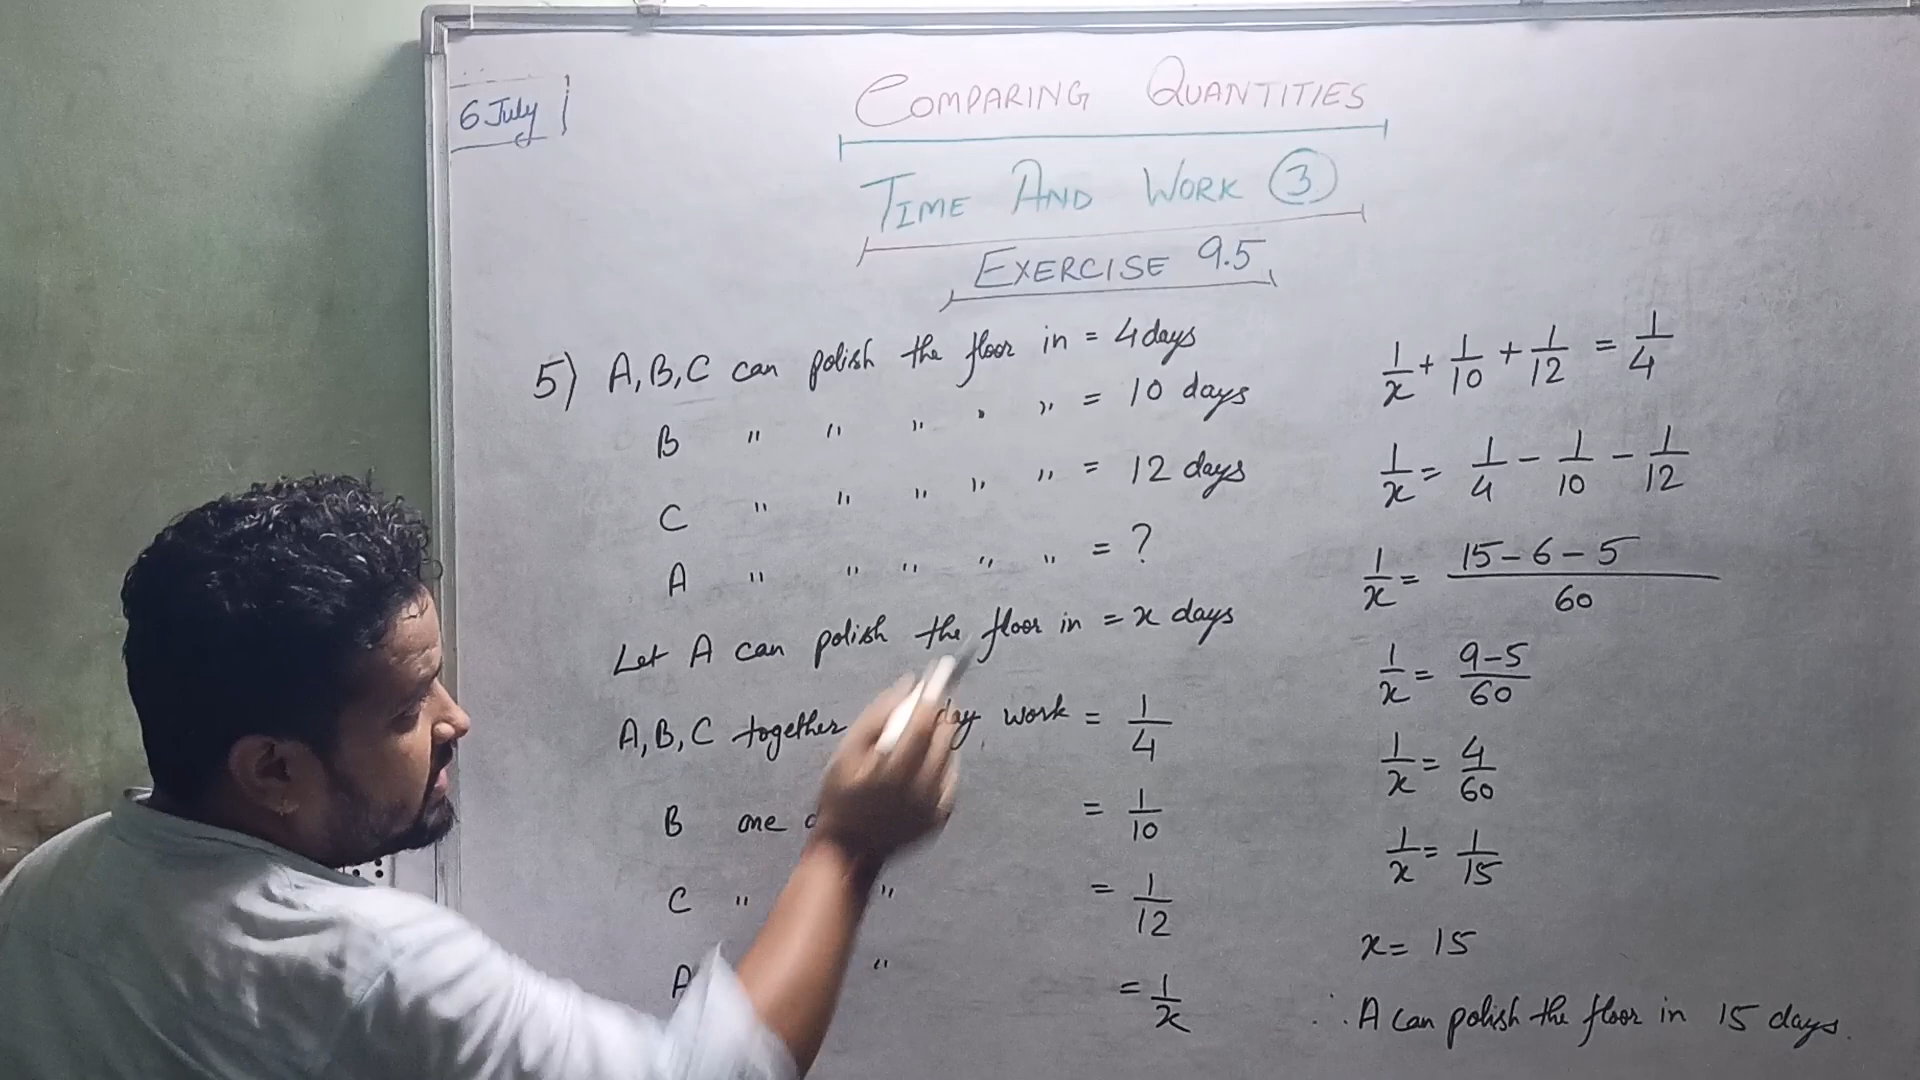 6 July
COMPARING QUANTITIES
TIME AND WORK ③
EXERCISE 9.5
5) A, B, C can polish the floor in = 4 days
B " " " " " = 10 days
C " " " " " = 12 days
A " " " " " = ?
Let A can polish the floor in = x days
A, B, C together day work = 1/4
B one = 1/10
C " " = 1/12
A " = 1/x
1/x + 1/10 + 1/12 = 1/4
1/x = 1/4 - 1/10 - 1/12
1/x = 15-6-5/60
1/x = 9-5/60
1/x = 4/60
1/x = 1/15
x = 15
∴ A can polish the floor in 15 days.